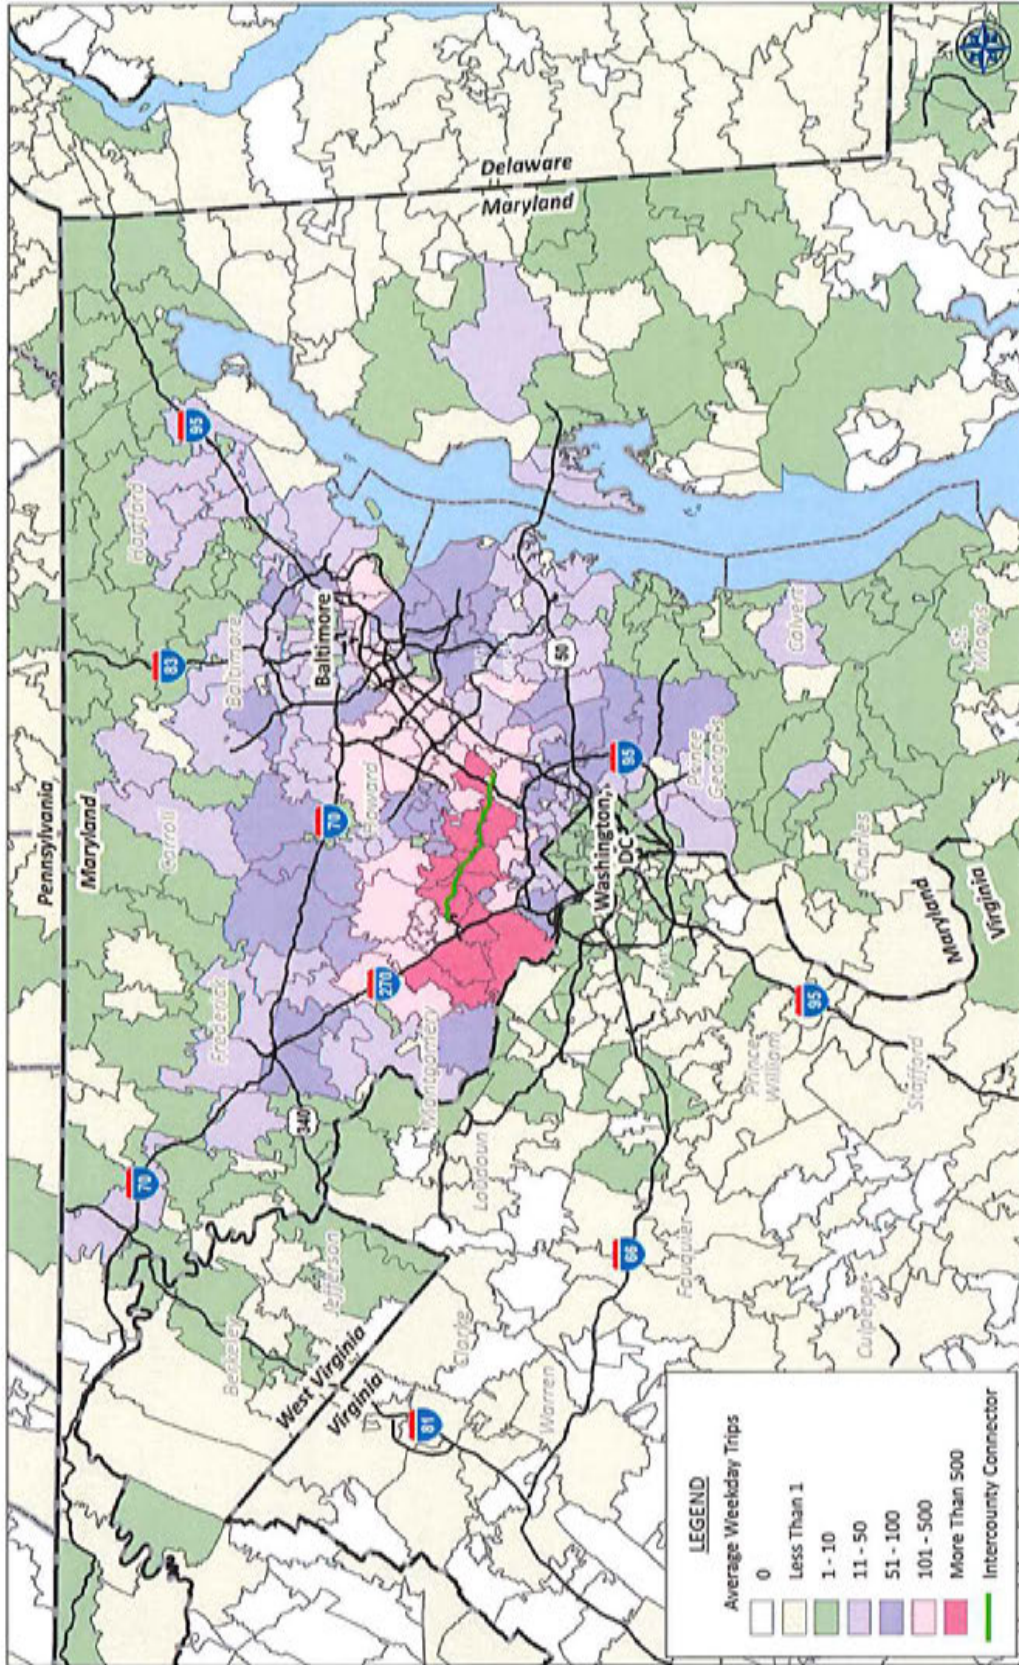 Pennsylvania
Maryland
Delaware
Maryland
N
95
Harford
83
Baltimore
Baltimore
Carroll
70
Howard
Frederick
270
Montgomery
70
340
50
Calvert
St.
Mary's
95
Prince
George's
Washington,
DC
Charles
Maryland
Virginia
95
Prince
William
Stafford
Loudoun
66
Fauquier
Culpeper
Jefferson
Berkeley
West Virginia
Virginia
Clarke
81
Warren
LEGEND
Average Weekday Trips
0
Less Than 1
1 - 10
11 - 50
51 - 100
101 - 500
More Than 500
Intercounty Connector